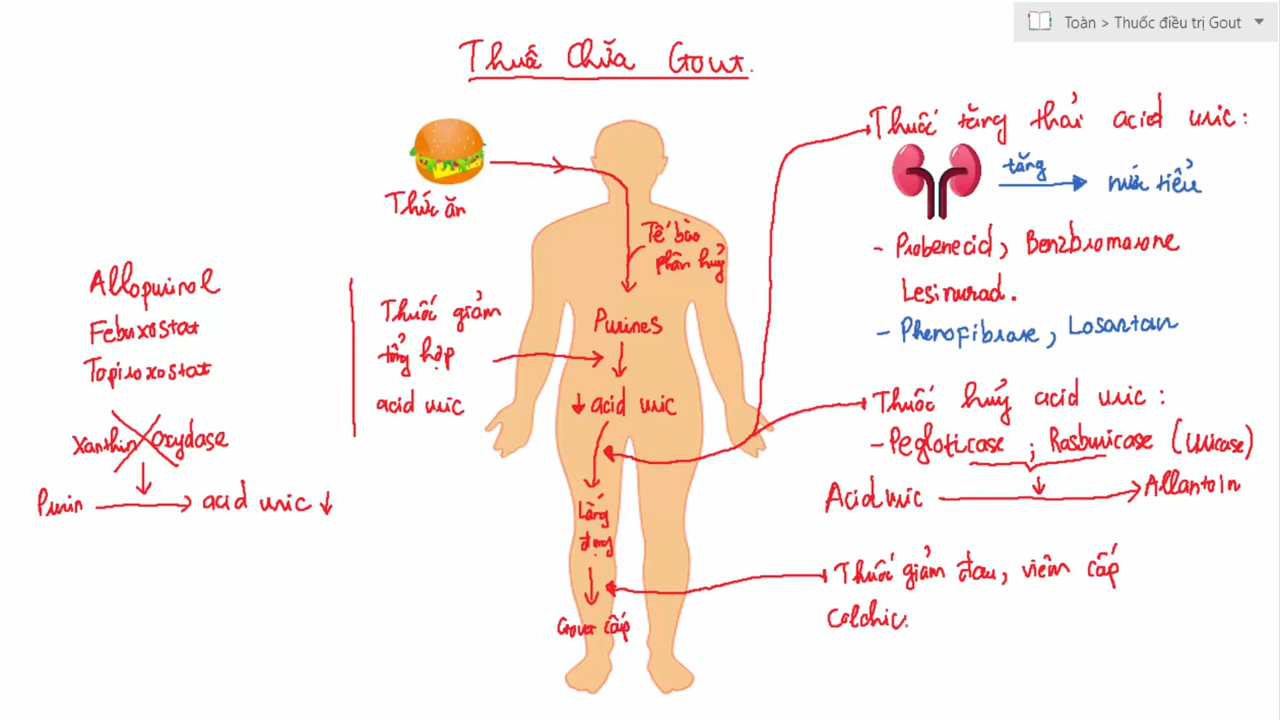 Toàn > Thuốc điều trị Gout
Thuốc Chữa Gout.
Thức ăn
Tế bào
phân huỷ
Purines
↓ acid uric
Lắng
đọng
Gout cấp
Thuốc giảm
tổng hợp
acid uric
Allopurinol
Febuxostat
Topiroxostat
Xanthin oxydase
Purin → acid uric ↓
Thuốc tăng thải acid uric:
tăng
nước tiểu
- Probenecid, Benzbromarone
Lesinurad.
- Phenofibrate, Losartan
Thuốc huỷ acid uric:
- Pegloticase ; Rasburicase (uricase)
Acid uric → Allantoin
Thuốc giảm đau, viêm cấp
Colchic